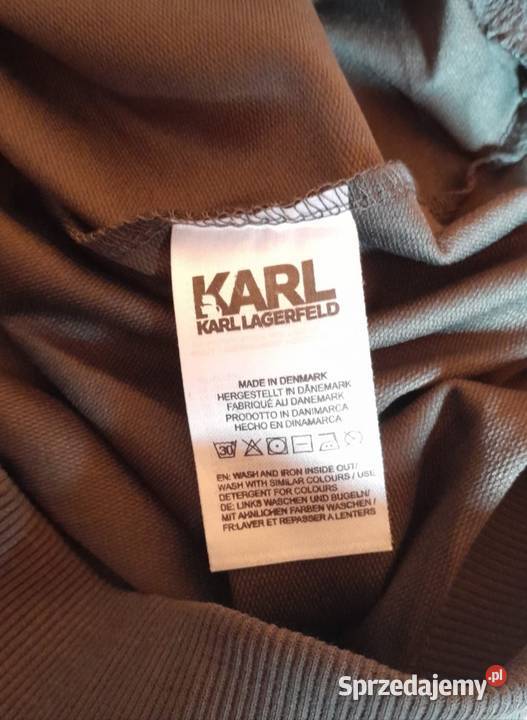 KARL
KARL LAGERFELD
MADE IN DENMARK
HERGESTELLT IN DÄNEMARK
FABRIQUÉ AU DANEMARK
PRODOTTO IN DANIMARCA
HECHO EN DINAMARCA
30
EN: WASH AND IRON INSIDE OUT/
WASH WITH SIMILAR COLOURS / USE
DETERGENT FOR COLOURS
DE: LINKS WASCHEN UND BUGELN/
MIT AHNLICHEN FARBEN WASCHEN /
FR:LAVER ET REPASSER A LENTERS
Sprzedajemy.pl